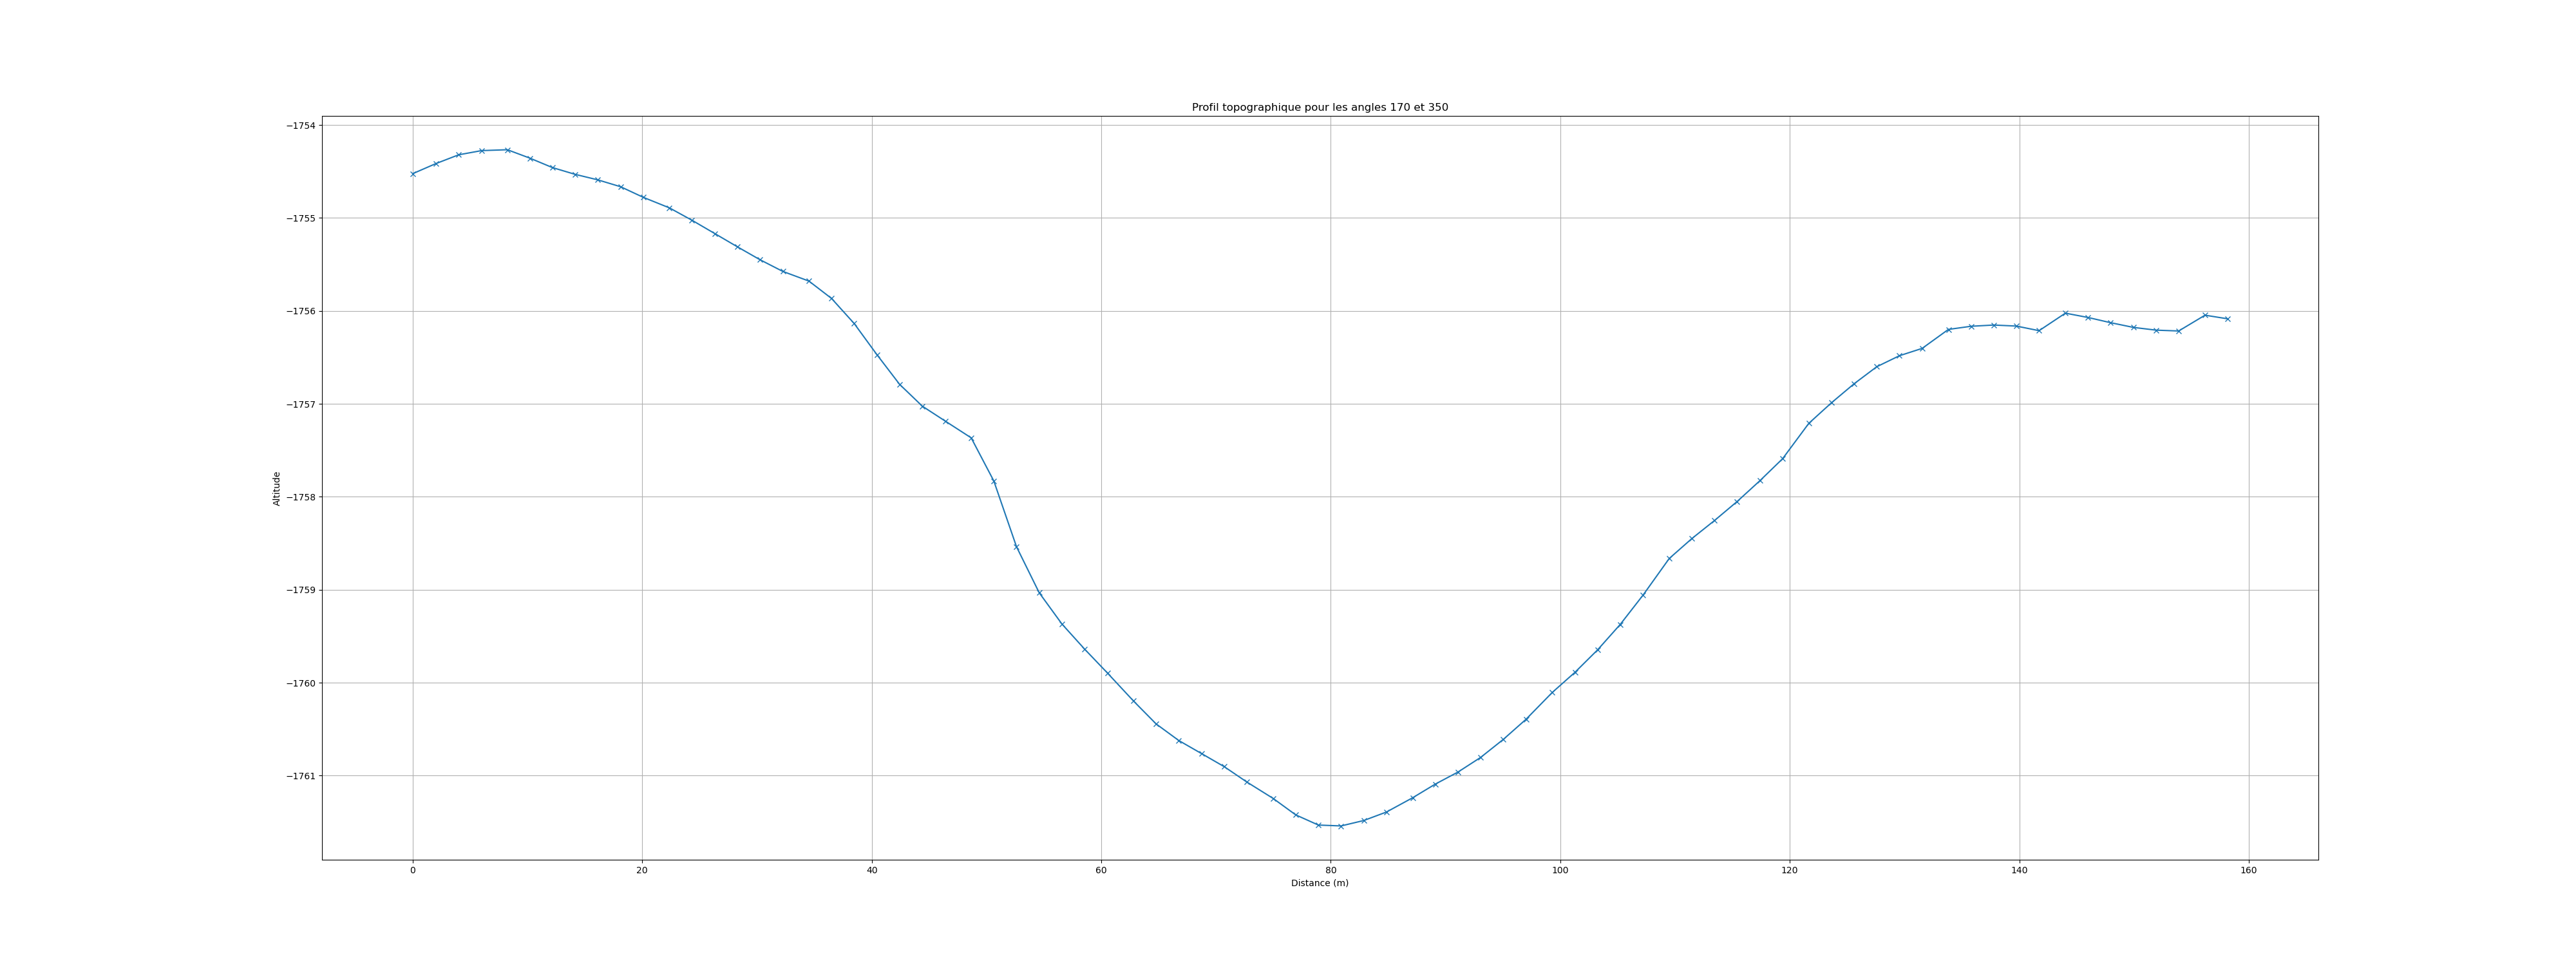 Profil topographique pour les angles 170 et 350
−1754
−1755
−1756
−1757
−1758
−1759
−1760
−1761
Altitude
0 20 40 60 80 100 120 140 160
Distance (m)